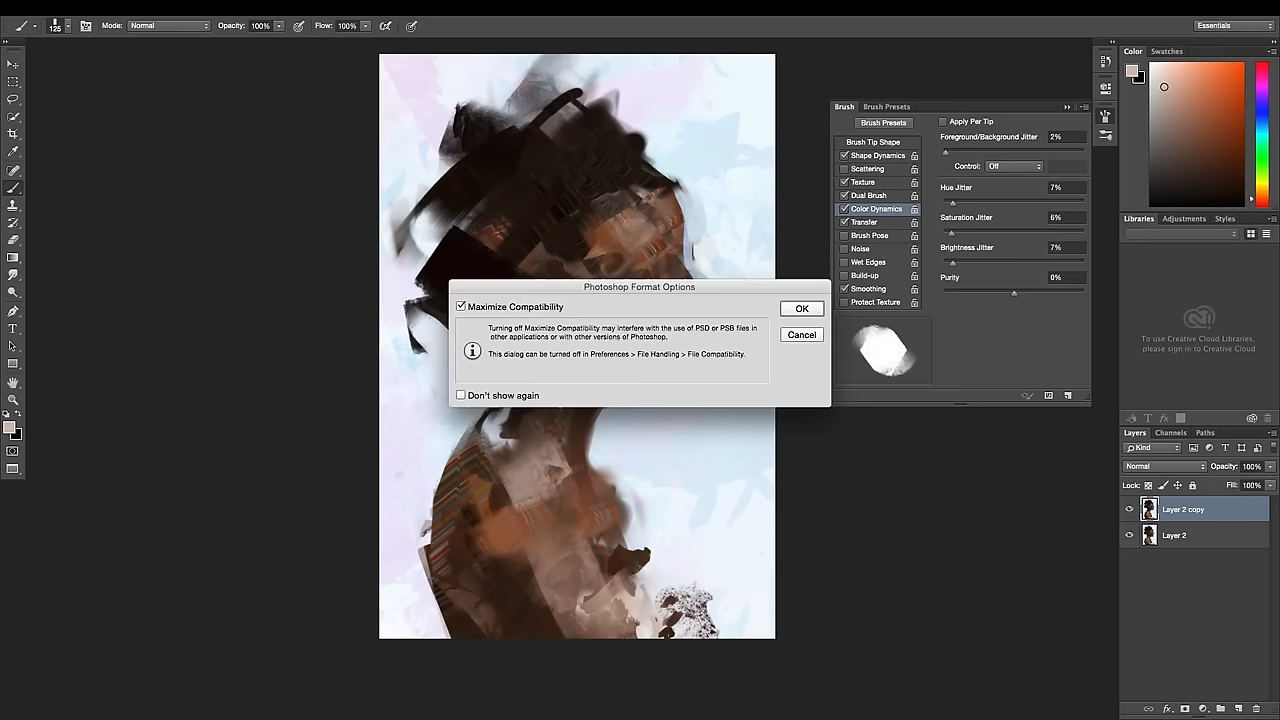 125
Mode: Normal
Opacity: 100%
Flow: 100%
Essentials
Color
Swatches
Brush
Brush Presets
Brush Presets
Brush Tip Shape
Shape Dynamics
Scattering
Texture
Dual Brush
Color Dynamics
Transfer
Brush Pose
Noise
Wet Edges
Build-up
Smoothing
Protect Texture
Apply Per Tip
Foreground/Background Jitter 2%
Control: Off
Hue Jitter 7%
Saturation Jitter 6%
Brightness Jitter 7%
Purity 0%
Photoshop Format Options
Maximize Compatibility
Turning off Maximize Compatibility may interfere with the use of PSD or PSB files in
other applications or with other versions of Photoshop.
This dialog can be turned off in Preferences > File Handling > File Compatibility.
Don't show again
OK
Cancel
Libraries
Adjustments
Styles
To use Creative Cloud Libraries,
please sign in to Creative Cloud
Layers
Channels
Paths
Kind
Normal
Opacity: 100%
Lock:
Fill: 100%
Layer 2 copy
Layer 2